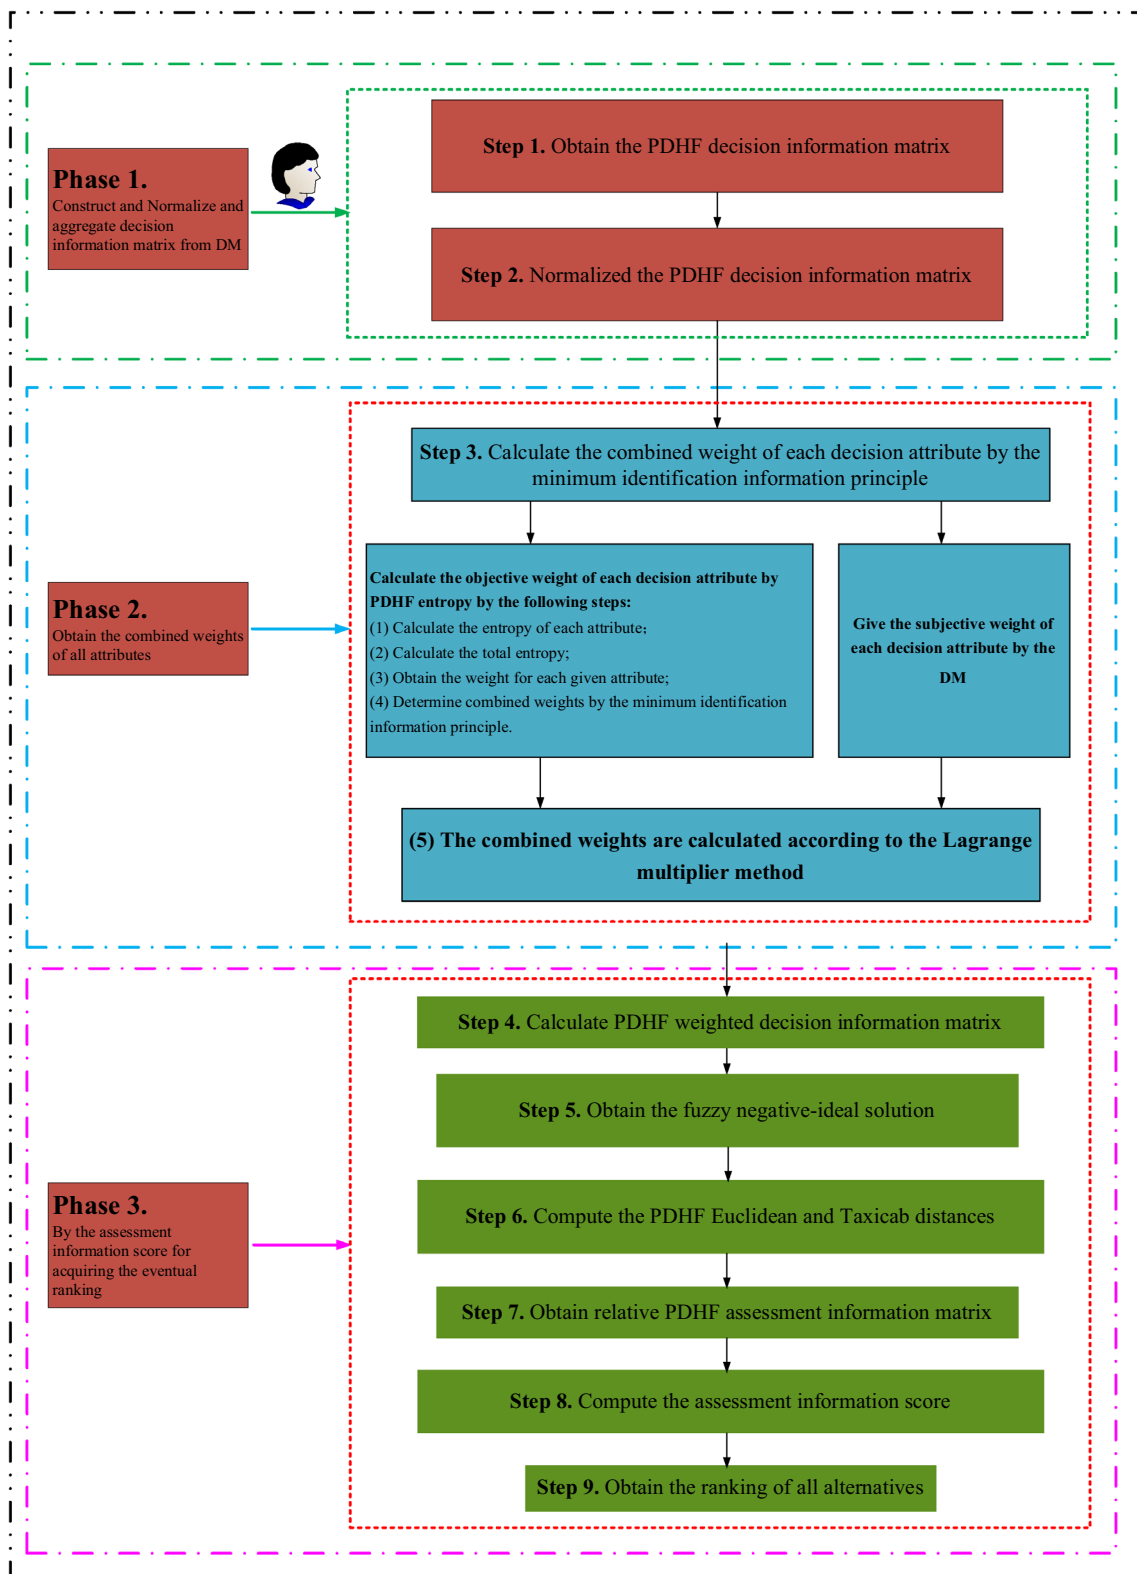 Phase 1.
Construct and Normalize and
aggregate decision
information matrix from DM
Step 1. Obtain the PDHF decision information matrix
Step 2. Normalized the PDHF decision information matrix
Phase 2.
Obtain the combined weights
of all attributes
Step 3. Calculate the combined weight of each decision attribute by the
minimum identification information principle
Calculate the objective weight of each decision attribute by
PDHF entropy by the following steps:
(1) Calculate the entropy of each attribute;
(2) Calculate the total entropy;
(3) Obtain the weight for each given attribute;
(4) Determine combined weights by the minimum identification
information principle.
Give the subjective weight of
each decision attribute by the
DM
(5) The combined weights are calculated according to the Lagrange
multiplier method
Phase 3.
By the assessment
information score for
acquiring the eventual
ranking
Step 4. Calculate PDHF weighted decision information matrix
Step 5. Obtain the fuzzy negative-ideal solution
Step 6. Compute the PDHF Euclidean and Taxicab distances
Step 7. Obtain relative PDHF assessment information matrix
Step 8. Compute the assessment information score
Step 9. Obtain the ranking of all alternatives